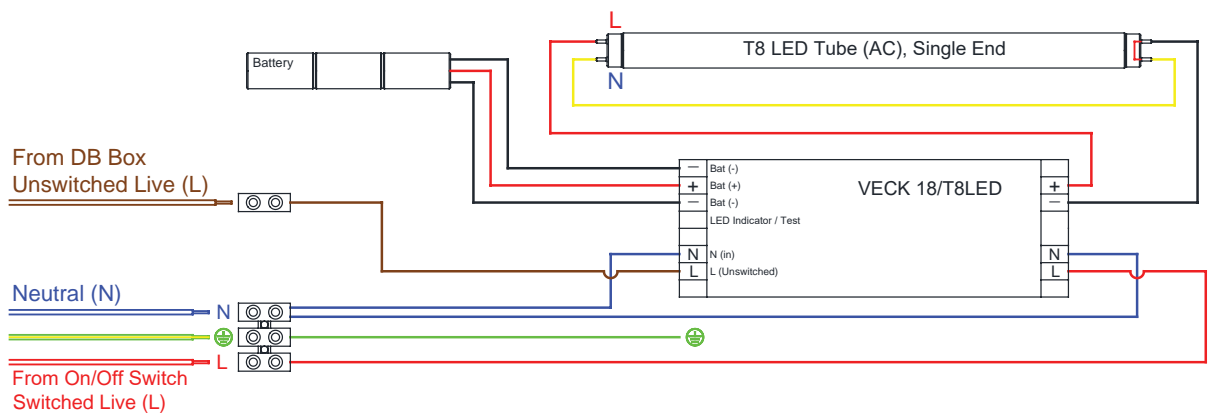 L
T8 LED Tube (AC), Single End
N
Battery
From DB Box
Unswitched Live (L)
— Bat (-)
+ Bat (+)
— Bat (-)
LED Indicator / Test
N N (in)
L L (Unswitched)
VECK 18/T8LED
+
—
N
L
Neutral (N)
N
L
From On/Off Switch
Switched Live (L)